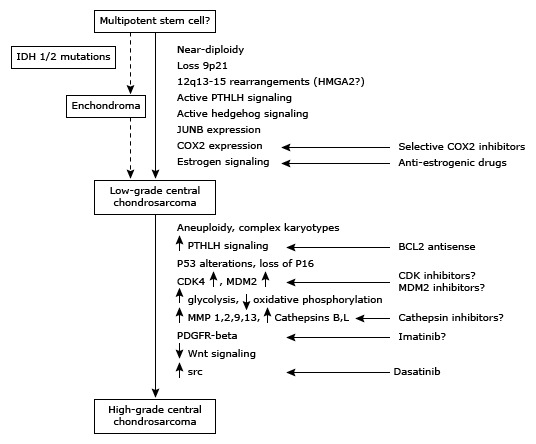 Multipotent stem cell?
IDH 1/2 mutations
Near-diploidy
Loss 9p21
12q13-15 rearrangements (HMGA2?)
Active PTHLH signaling
Enchondroma
Active hedgehog signaling
JUNB expression
COX2 expression
Selective COX2 inhibitors
Estrogen signaling
Anti-estrogenic drugs
Low-grade central
chondrosarcoma
Aneuploidy, complex karyotypes
↑ PTHLH signaling
BCL2 antisense
P53 alterations, loss of P16
CDK4 ↑, MDM2 ↑
CDK inhibitors?
MDM2 inhibitors?
↑ glycolysis, ↓ oxidative phosphorylation
↑ MMP 1,2,9,13, ↑ Cathepsins B,L
Cathepsin inhibitors?
PDGFR-beta
Imatinib?
↓ Wnt signaling
↑ src
Dasatinib
High-grade central
chondrosarcoma